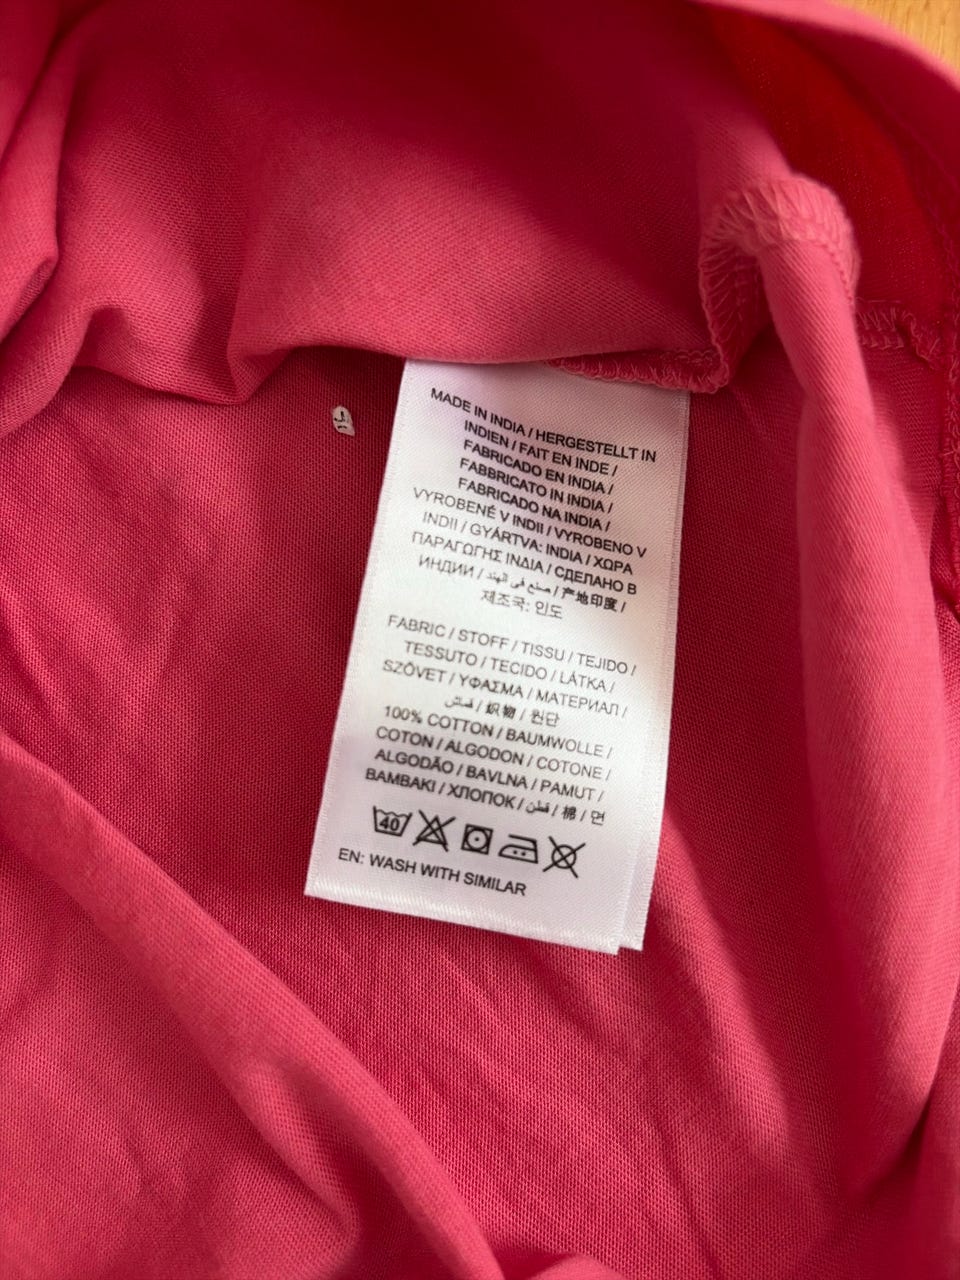 MADE IN INDIA / HERGESTELLT IN
INDIEN / FAIT EN INDE /
FABRICADO EN INDIA /
FABBRICATO IN INDIA /
FABRICADO NA INDIA /
VYROBENÉ V INDII / VYROBENO V
INDII / GYÁRTVA: INDIA / ΧΩΡΑ
ΠΑΡΑΓΩΓΗΣ ΙΝΔΙΑ / СДЕЛАНО В
ИНДИИ / صنع في الهند / 产地印度 /
제조국: 인도
FABRIC / STOFF / TISSU / TEJIDO /
TESSUTO / TECIDO / LÁTKA /
SZÖVET / ΥΦΑΣΜΑ / МАТЕРИАЛ /
قماش / 织物 / 원단
100% COTTON / BAUMWOLLE /
COTON / ALGODON / COTONE /
ALGODÃO / BAVLNA / PAMUT /
ΒΑΜΒΑΚΙ / ХЛОПОК / قطن / 棉 / 면
40
EN: WASH WITH SIMILAR